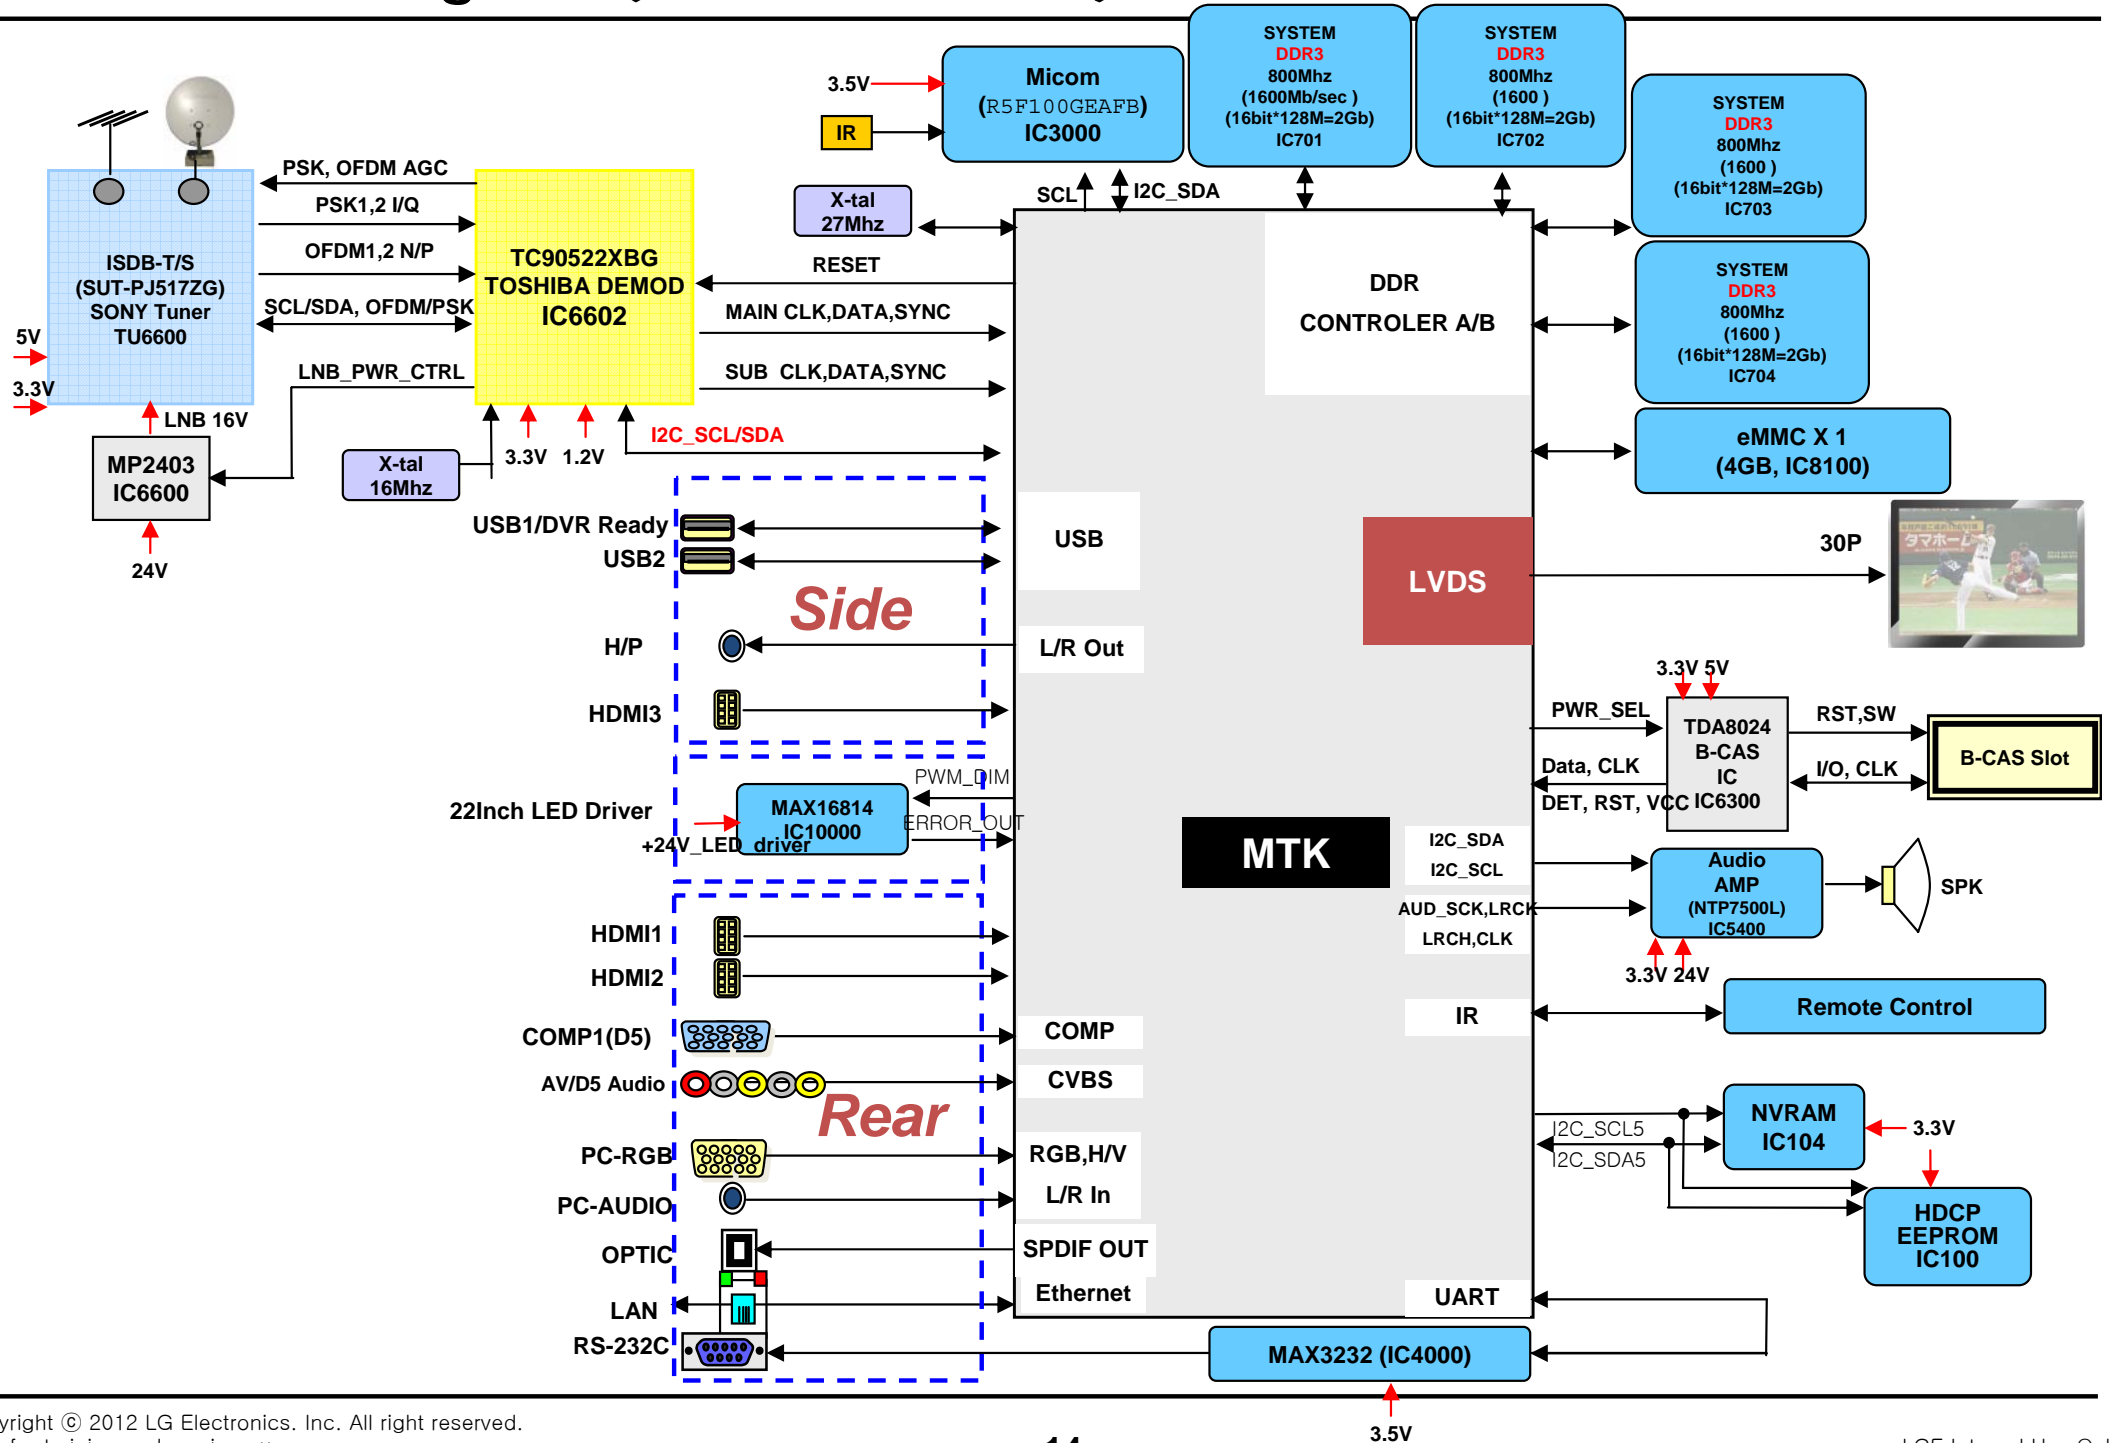 SYSTEM
DDR3
800Mhz
(1600Mb/sec )
(16bit*128M=2Gb)
IC701
SYSTEM
DDR3
800Mhz
(1600 )
(16bit*128M=2Gb)
IC702
3.5V
Micom
(R5F100GEAFB)
IC3000
IR
SYSTEM
DDR3
800Mhz
(1600 )
(16bit*128M=2Gb)
IC703
PSK, OFDM AGC
PSK1,2 I/Q
OFDM1,2 N/P
SCL/SDA, OFDM/PSK
LNB_PWR_CTRL
X-tal
27Mhz
SCL
I2C_SDA
ISDB-T/S
(SUT-PJ517ZG)
SONY Tuner
TU6600
TC90522XBG
TOSHIBA DEMOD
IC6602
RESET
MAIN CLK,DATA,SYNC
SUB  CLK,DATA,SYNC
DDR
CONTROLER A/B
SYSTEM
DDR3
800Mhz
(1600 )
(16bit*128M=2Gb)
IC704
5V
3.3V
LNB 16V
MP2403
IC6600
24V
X-tal
16Mhz
3.3V
1.2V
I2C_SCL/SDA
eMMC X 1
(4GB, IC8100)
USB1/DVR Ready
USB2
USB
Side
LVDS
30P
タマホーム
H/P
L/R Out
HDMI3
3.3V 5V
PWR_SEL
Data, CLK
DET, RST, VCC
TDA8024
B-CAS
IC
IC6300
RST,SW
I/O, CLK
B-CAS Slot
22Inch LED Driver
+24V_LED_driver
MAX16814
IC10000
PWM_DIM
ERROR_OUT
MTK
I2C_SDA
I2C_SCL
AUD_SCK,LRCK
LRCH,CLK
Audio
AMP
(NTP7500L)
IC5400
SPK
3.3V 24V
HDMI1
HDMI2
COMP1(D5)
COMP
AV/D5 Audio
CVBS
Rear
IR
Remote Control
PC-RGB
RGB,H/V
PC-AUDIO
L/R In
I2C_SCL5
I2C_SDA5
NVRAM
IC104
3.3V
HDCP
EEPROM
IC100
OPTIC
SPDIF OUT
LAN
Ethernet
UART
RS-232C
MAX3232 (IC4000)
3.5V
yright ⓒ 2012 LG Electronics. Inc. All right reserved.